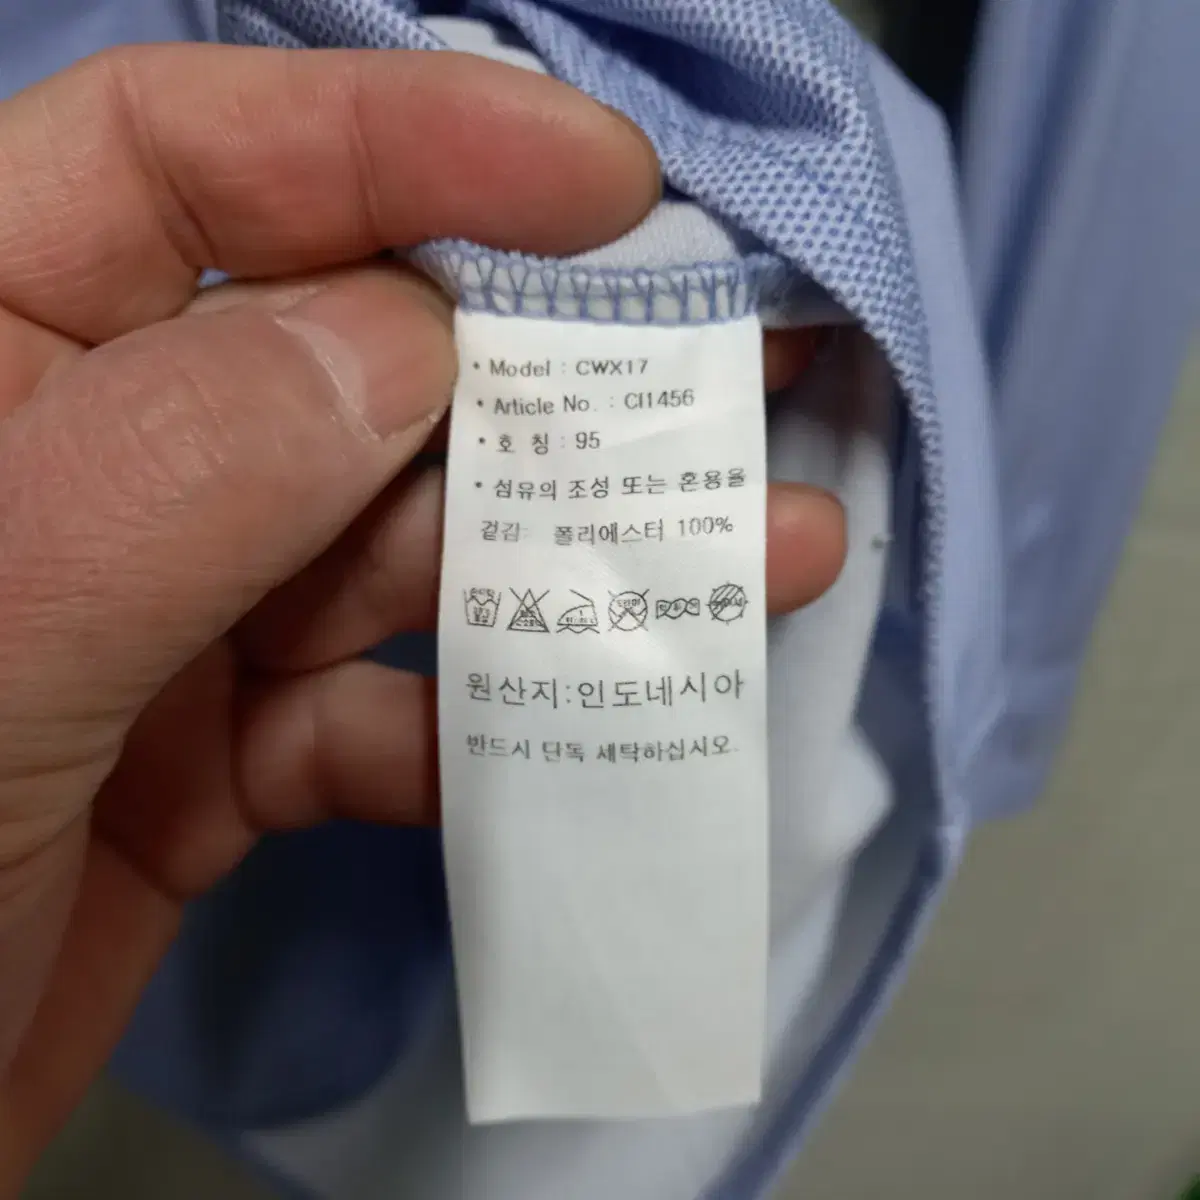 • Model : CWX17
• Article No. : CI1456
• 호 칭 : 95
• 섬유의 조성 또는 혼용율
겉감: 폴리에스터 100%
원산지:인도네시아
반드시 단독 세탁하십시오.